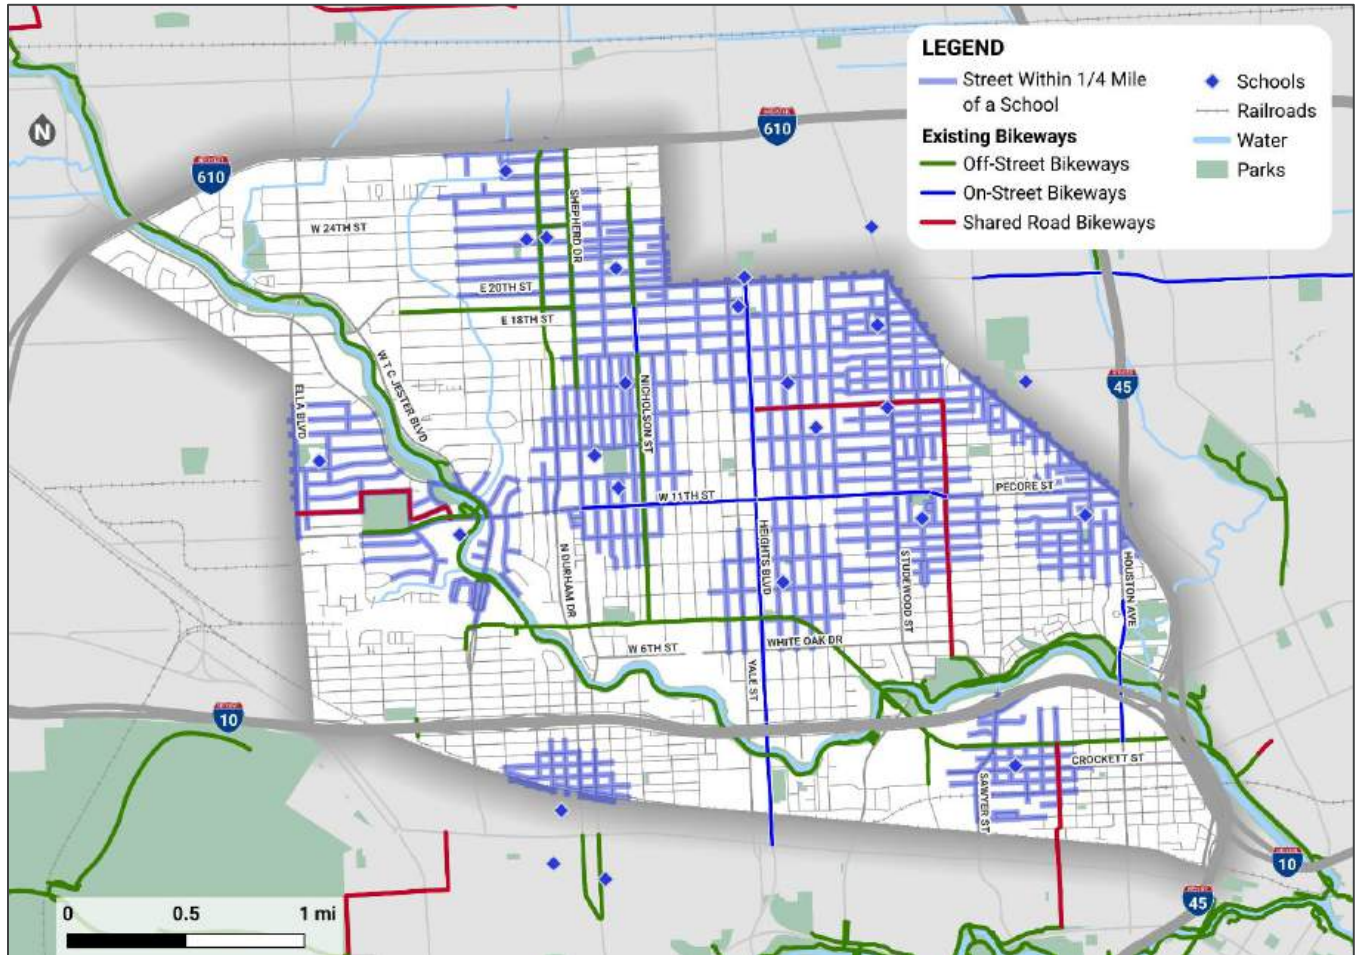 LEGEND
Street Within 1/4 Mile
of a School
Existing Bikeways
Off-Street Bikeways
On-Street Bikeways
Shared Road Bikeways
Schools
Railroads
Water
Parks
N
610
610
W 24TH ST
SHEPHERD DR
E 20TH ST
E 18TH ST
W T C JESTER BLVD
ELLA BLVD
NICHOLSON ST
45
W 11TH ST
PECORE ST
N DURHAM DR
HEIGHTS BLVD
STUDEWOOD ST
HOUSTON AVE
W 6TH ST
WHITE OAK DR
YALE ST
10
CROCKETT ST
SAWYER ST
10
45
0 0.5 1 mi